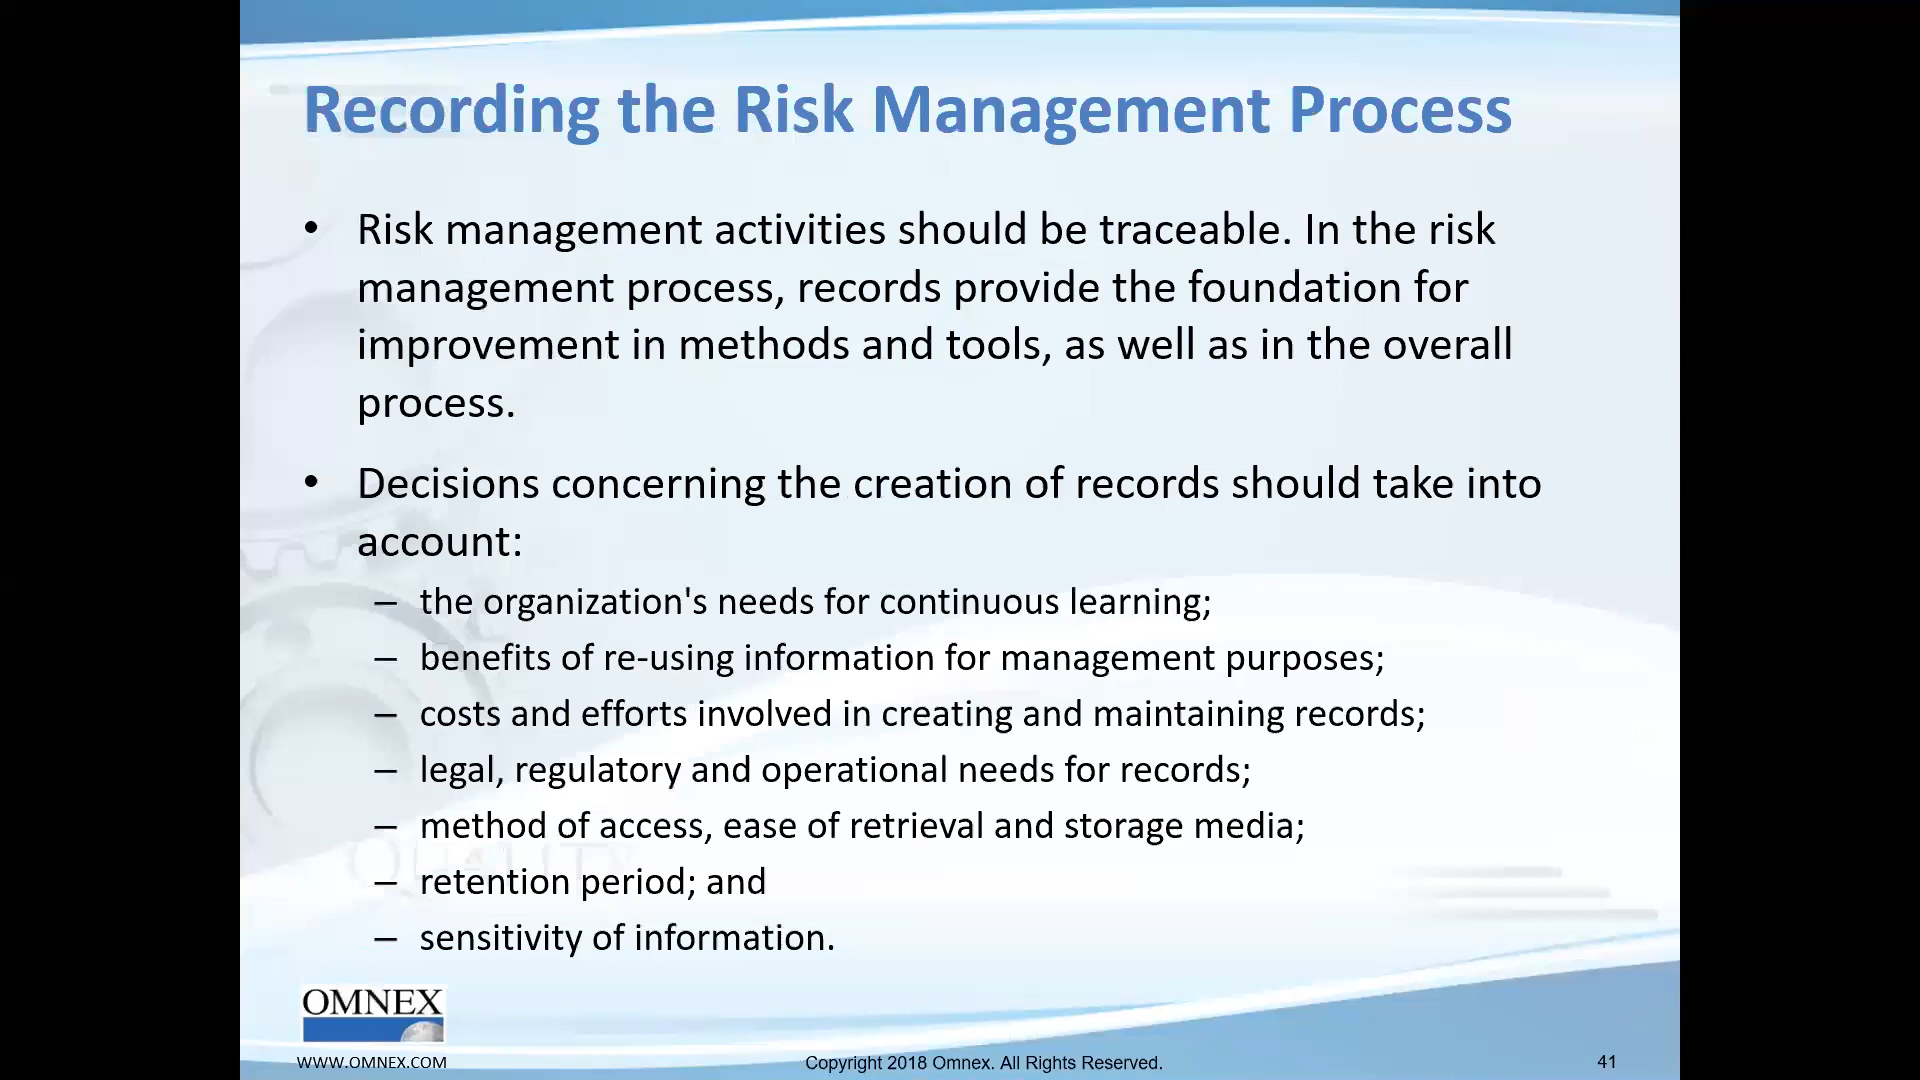 Recording the Risk Management Process
• Risk management activities should be traceable. In the risk
management process, records provide the foundation for
improvement in methods and tools, as well as in the overall
process.
• Decisions concerning the creation of records should take into
account:
– the organization's needs for continuous learning;
– benefits of re-using information for management purposes;
– costs and efforts involved in creating and maintaining records;
– legal, regulatory and operational needs for records;
– method of access, ease of retrieval and storage media;
QUALITY
– retention period; and
– sensitivity of information.
OMNEX
WWW.OMNEX.COM
Copyright 2018 Omnex. All Rights Reserved.
41